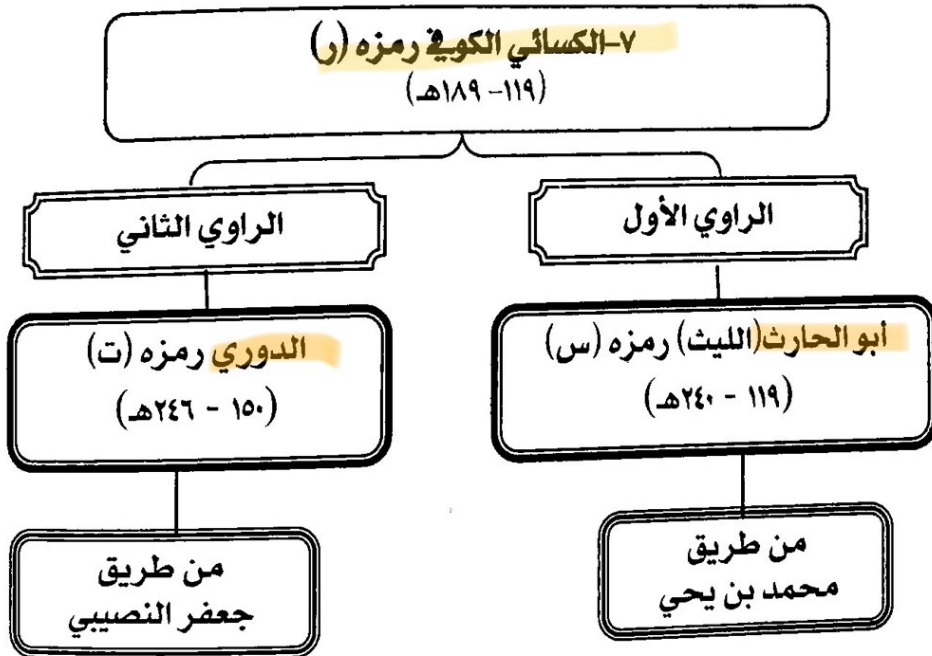 ٧-الكسائي الكوفي رمزه (ر)
(١١٩- ١٨٩هـ)
الراوي الأول
الراوي الثاني
أبو الحارث(الليث) رمزه (س)
(١١٩ - ٢٤٠هـ)
الدوري رمزه (ت)
(١٥٠ - ٢٤٦هـ)
من طريق
محمد بن يحي
من طريق
جعفر النصيبي